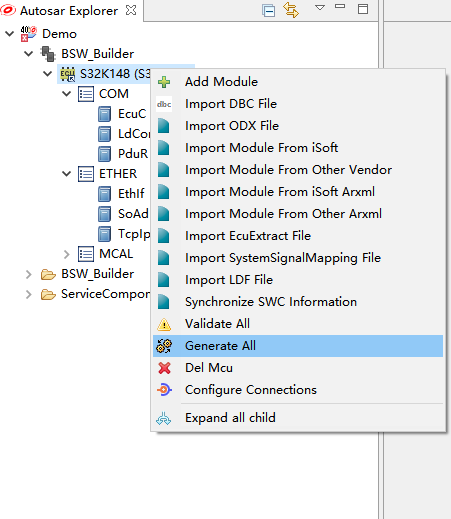 Autosar Explorer
Demo
BSW_Builder
S32K148 (S3
COM
EcuC
LdCor
PduR
ETHER
EthIf
SoAd
TcpIp
MCAL
BSW_Builder
ServiceCompor
Add Module
dbc Import DBC File
Import ODX File
Import Module From iSoft
Import Module From Other Vendor
Import Module From iSoft Arxml
Import Module From Other Arxml
Import EcuExtract File
Import SystemSignalMapping File
Import LDF File
Synchronize SWC Information
Validate All
Generate All
Del Mcu
Configure Connections
Expand all child